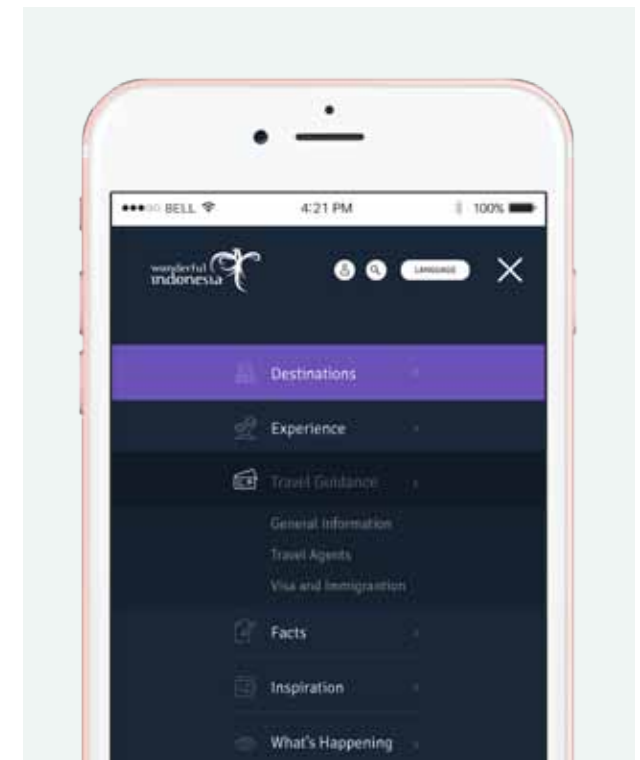 BELL
4:21 PM
100%
wonderful
indonesia
LANGUAGE
Destinations
Experience
Travel Guidance
General Information
Travel Agents
Visa and Immigrantion
Facts
Inspiration
What's Happening